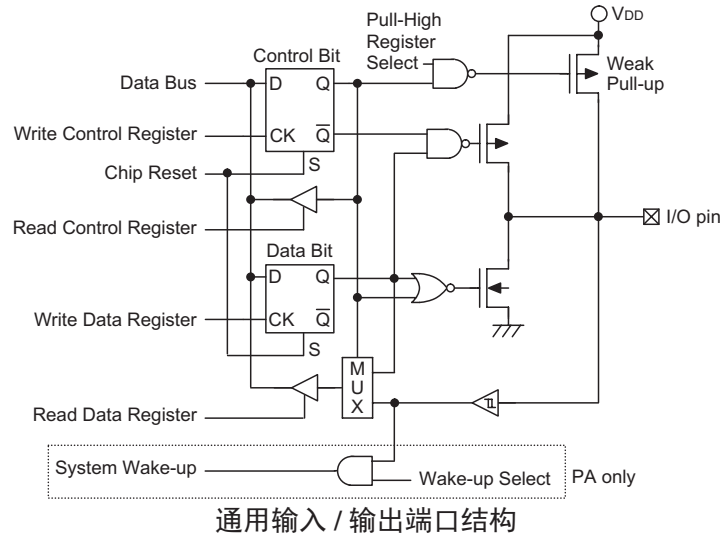 Pull-High
Register
Select
VDD
Control Bit
Weak
Pull-up
Data Bus
D
Q
Write Control Register
CK
Q̅
S
Chip Reset
I/O pin
Read Control Register
Data Bit
D
Q
Write Data Register
CK
Q̅
S
M
U
X
Read Data Register
System Wake-up
Wake-up Select
PA only
通用输入 / 输出端口结构